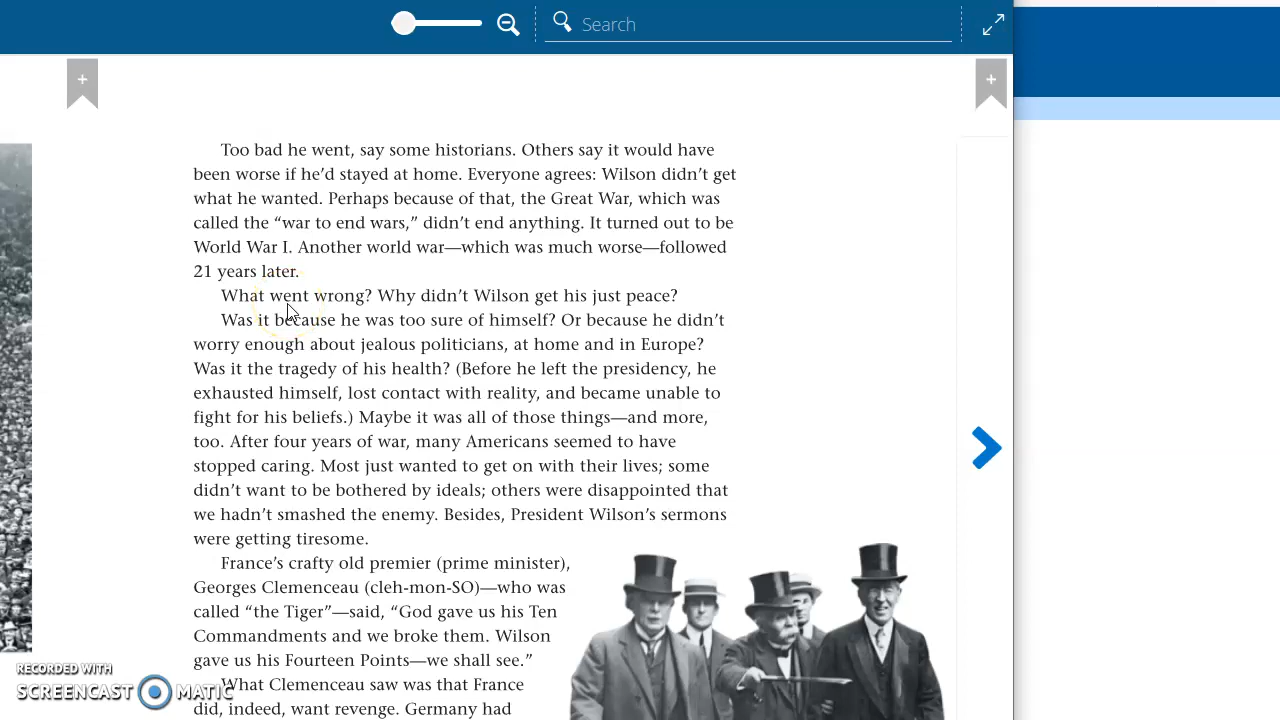 Search
Too bad he went, say some historians. Others say it would have
been worse if he’d stayed at home. Everyone agrees: Wilson didn’t get
what he wanted. Perhaps because of that, the Great War, which was
called the “war to end wars,” didn’t end anything. It turned out to be
World War I. Another world war—which was much worse—followed
21 years later.
What went wrong? Why didn’t Wilson get his just peace?
Was it because he was too sure of himself? Or because he didn’t
worry enough about jealous politicians, at home and in Europe?
Was it the tragedy of his health? (Before he left the presidency, he
exhausted himself, lost contact with reality, and became unable to
fight for his beliefs.) Maybe it was all of those things—and more,
too. After four years of war, many Americans seemed to have
stopped caring. Most just wanted to get on with their lives; some
didn’t want to be bothered by ideals; others were disappointed that
we hadn’t smashed the enemy. Besides, President Wilson’s sermons
were getting tiresome.
France’s crafty old premier (prime minister),
Georges Clemenceau (cleh-mon-SO)—who was
called “the Tiger”—said, “God gave us his Ten
Commandments and we broke them. Wilson
gave us his Fourteen Points—we shall see.”
What Clemenceau saw was that France
did, indeed, want revenge. Germany had
RECORDED WITH
SCREENCAST MATIC